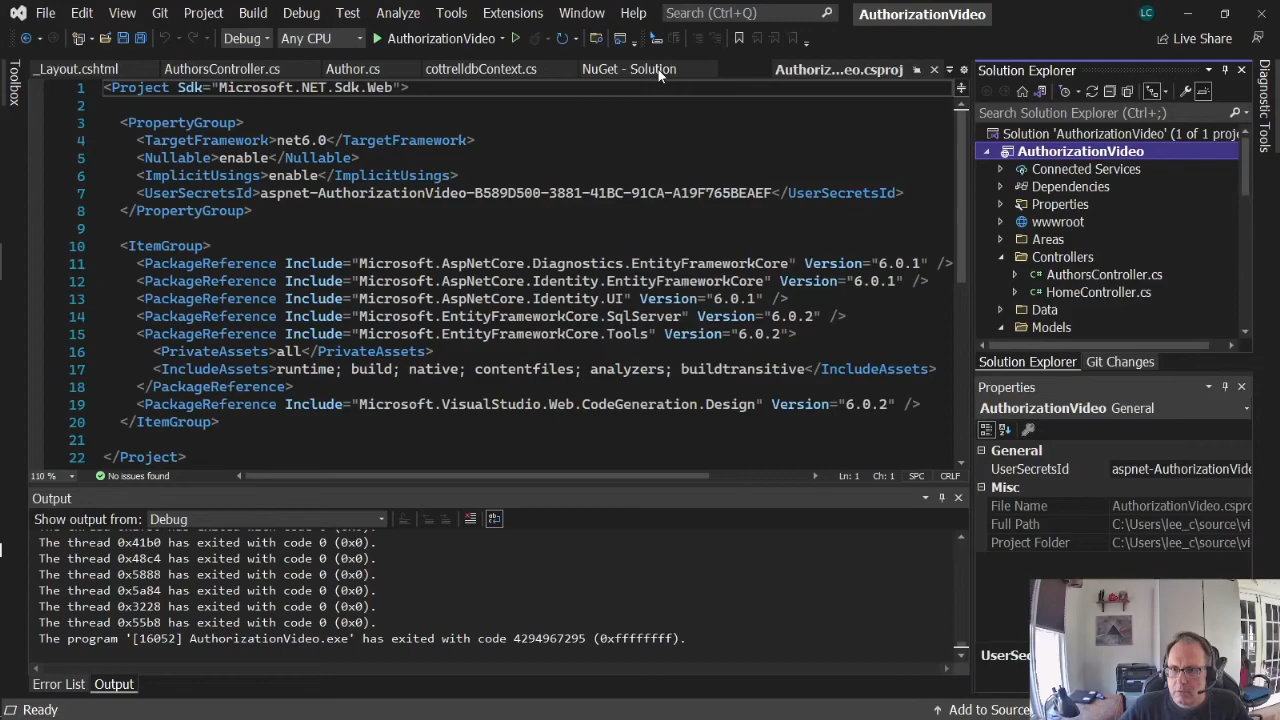 File Edit View Git Project Build Debug Test Analyze Tools Extensions Window Help Search (Ctrl+Q) AuthorizationVideo LC
Debug Any CPU AuthorizationVideo Live Share
_Layout.cshtml AuthorsController.cs Author.cs cottrelldbContext.cs NuGet - Solution Authoriz...eo.csproj
Toolbox
1 <Project Sdk="Microsoft.NET.Sdk.Web">
2
3 <PropertyGroup>
4 <TargetFramework>net6.0</TargetFramework>
5 <Nullable>enable</Nullable>
6 <ImplicitUsings>enable</ImplicitUsings>
7 <UserSecretsId>aspnet-AuthorizationVideo-B589D500-3881-41BC-91CA-A19F765BEAEF</UserSecretsId>
8 </PropertyGroup>
9
10 <ItemGroup>
11 <PackageReference Include="Microsoft.AspNetCore.Diagnostics.EntityFrameworkCore" Version="6.0.1" />
12 <PackageReference Include="Microsoft.AspNetCore.Identity.EntityFrameworkCore" Version="6.0.1" />
13 <PackageReference Include="Microsoft.AspNetCore.Identity.UI" Version="6.0.1" />
14 <PackageReference Include="Microsoft.EntityFrameworkCore.SqlServer" Version="6.0.2" />
15 <PackageReference Include="Microsoft.EntityFrameworkCore.Tools" Version="6.0.2">
16 <PrivateAssets>all</PrivateAssets>
17 <IncludeAssets>runtime; build; native; contentfiles; analyzers; buildtransitive</IncludeAssets>
18 </PackageReference>
19 <PackageReference Include="Microsoft.VisualStudio.Web.CodeGeneration.Design" Version="6.0.2" />
20 </ItemGroup>
21
22 </Project>
110 % No issues found Ln: 1 Ch: 1 SPC CRLF
Output
Show output from: Debug
The thread 0x41b0 has exited with code 0 (0x0).
The thread 0x48c4 has exited with code 0 (0x0).
The thread 0x5888 has exited with code 0 (0x0).
The thread 0x5a84 has exited with code 0 (0x0).
The thread 0x3228 has exited with code 0 (0x0).
The thread 0x55b8 has exited with code 0 (0x0).
The program '[16052] AuthorizationVideo.exe' has exited with code 4294967295 (0xffffffff).
Error List Output
Ready Add to Source
Solution Explorer
Search Solution Explorer (Ctrl+;)
Solution 'AuthorizationVideo' (1 of 1 proje
AuthorizationVideo
Connected Services
Dependencies
Properties
wwwroot
Areas
Controllers
C# AuthorsController.cs
C# HomeController.cs
Data
Models
Solution Explorer Git Changes
Properties
AuthorizationVideo General
General
UserSecretsId aspnet-AuthorizationVide
Misc
File Name AuthorizationVideo.csproj
Full Path C:\Users\lee_c\source\vi
Project Folder C:\Users\lee_c\source\vi
UserSec
Diagnostic Tools